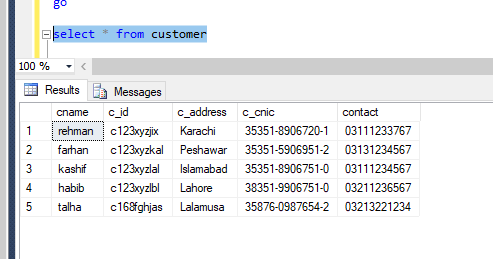 go
select * from customer
100 %
Results Messages
cname c_id c_address c_cnic contact
1 rehman c123xyzjix Karachi 35351-8906720-1 03111233767
2 farhan c123xyzkal Peshawar 35351-5906951-2 03131234567
3 kashif c123xyzlal Islamabad 35351-8906751-0 03111234567
4 habib c123xyzlbl Lahore 38351-9906751-0 03211236567
5 talha c168fghjas Lalamusa 35876-0987654-2 03213221234